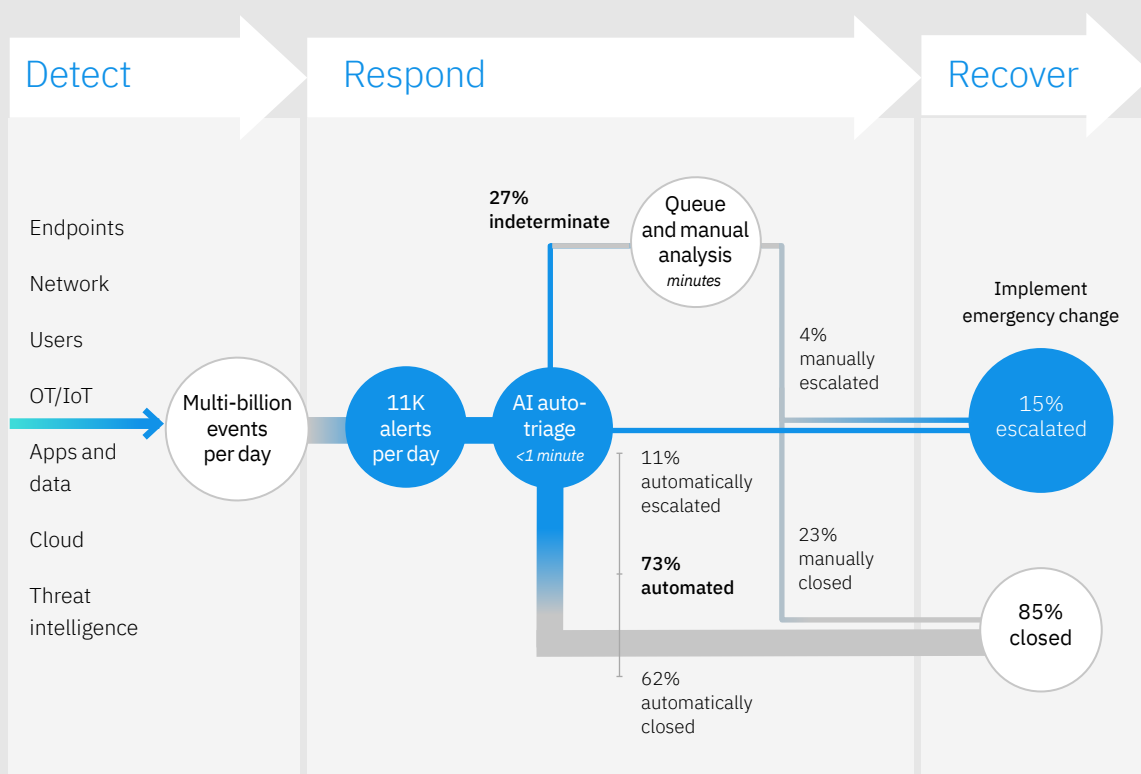 Detect
Respond
Recover
Endpoints
Network
Users
OT/IoT
Apps and
data
Cloud
Threat
intelligence
Multi-billion
events
per day
11K
alerts
per day
AI auto-
triage
<1 minute
27%
indeterminate
Queue
and manual
analysis
minutes
4%
manually
escalated
11%
automatically
escalated
73%
automated
23%
manually
closed
62%
automatically
closed
Implement
emergency change
15%
escalated
85%
closed